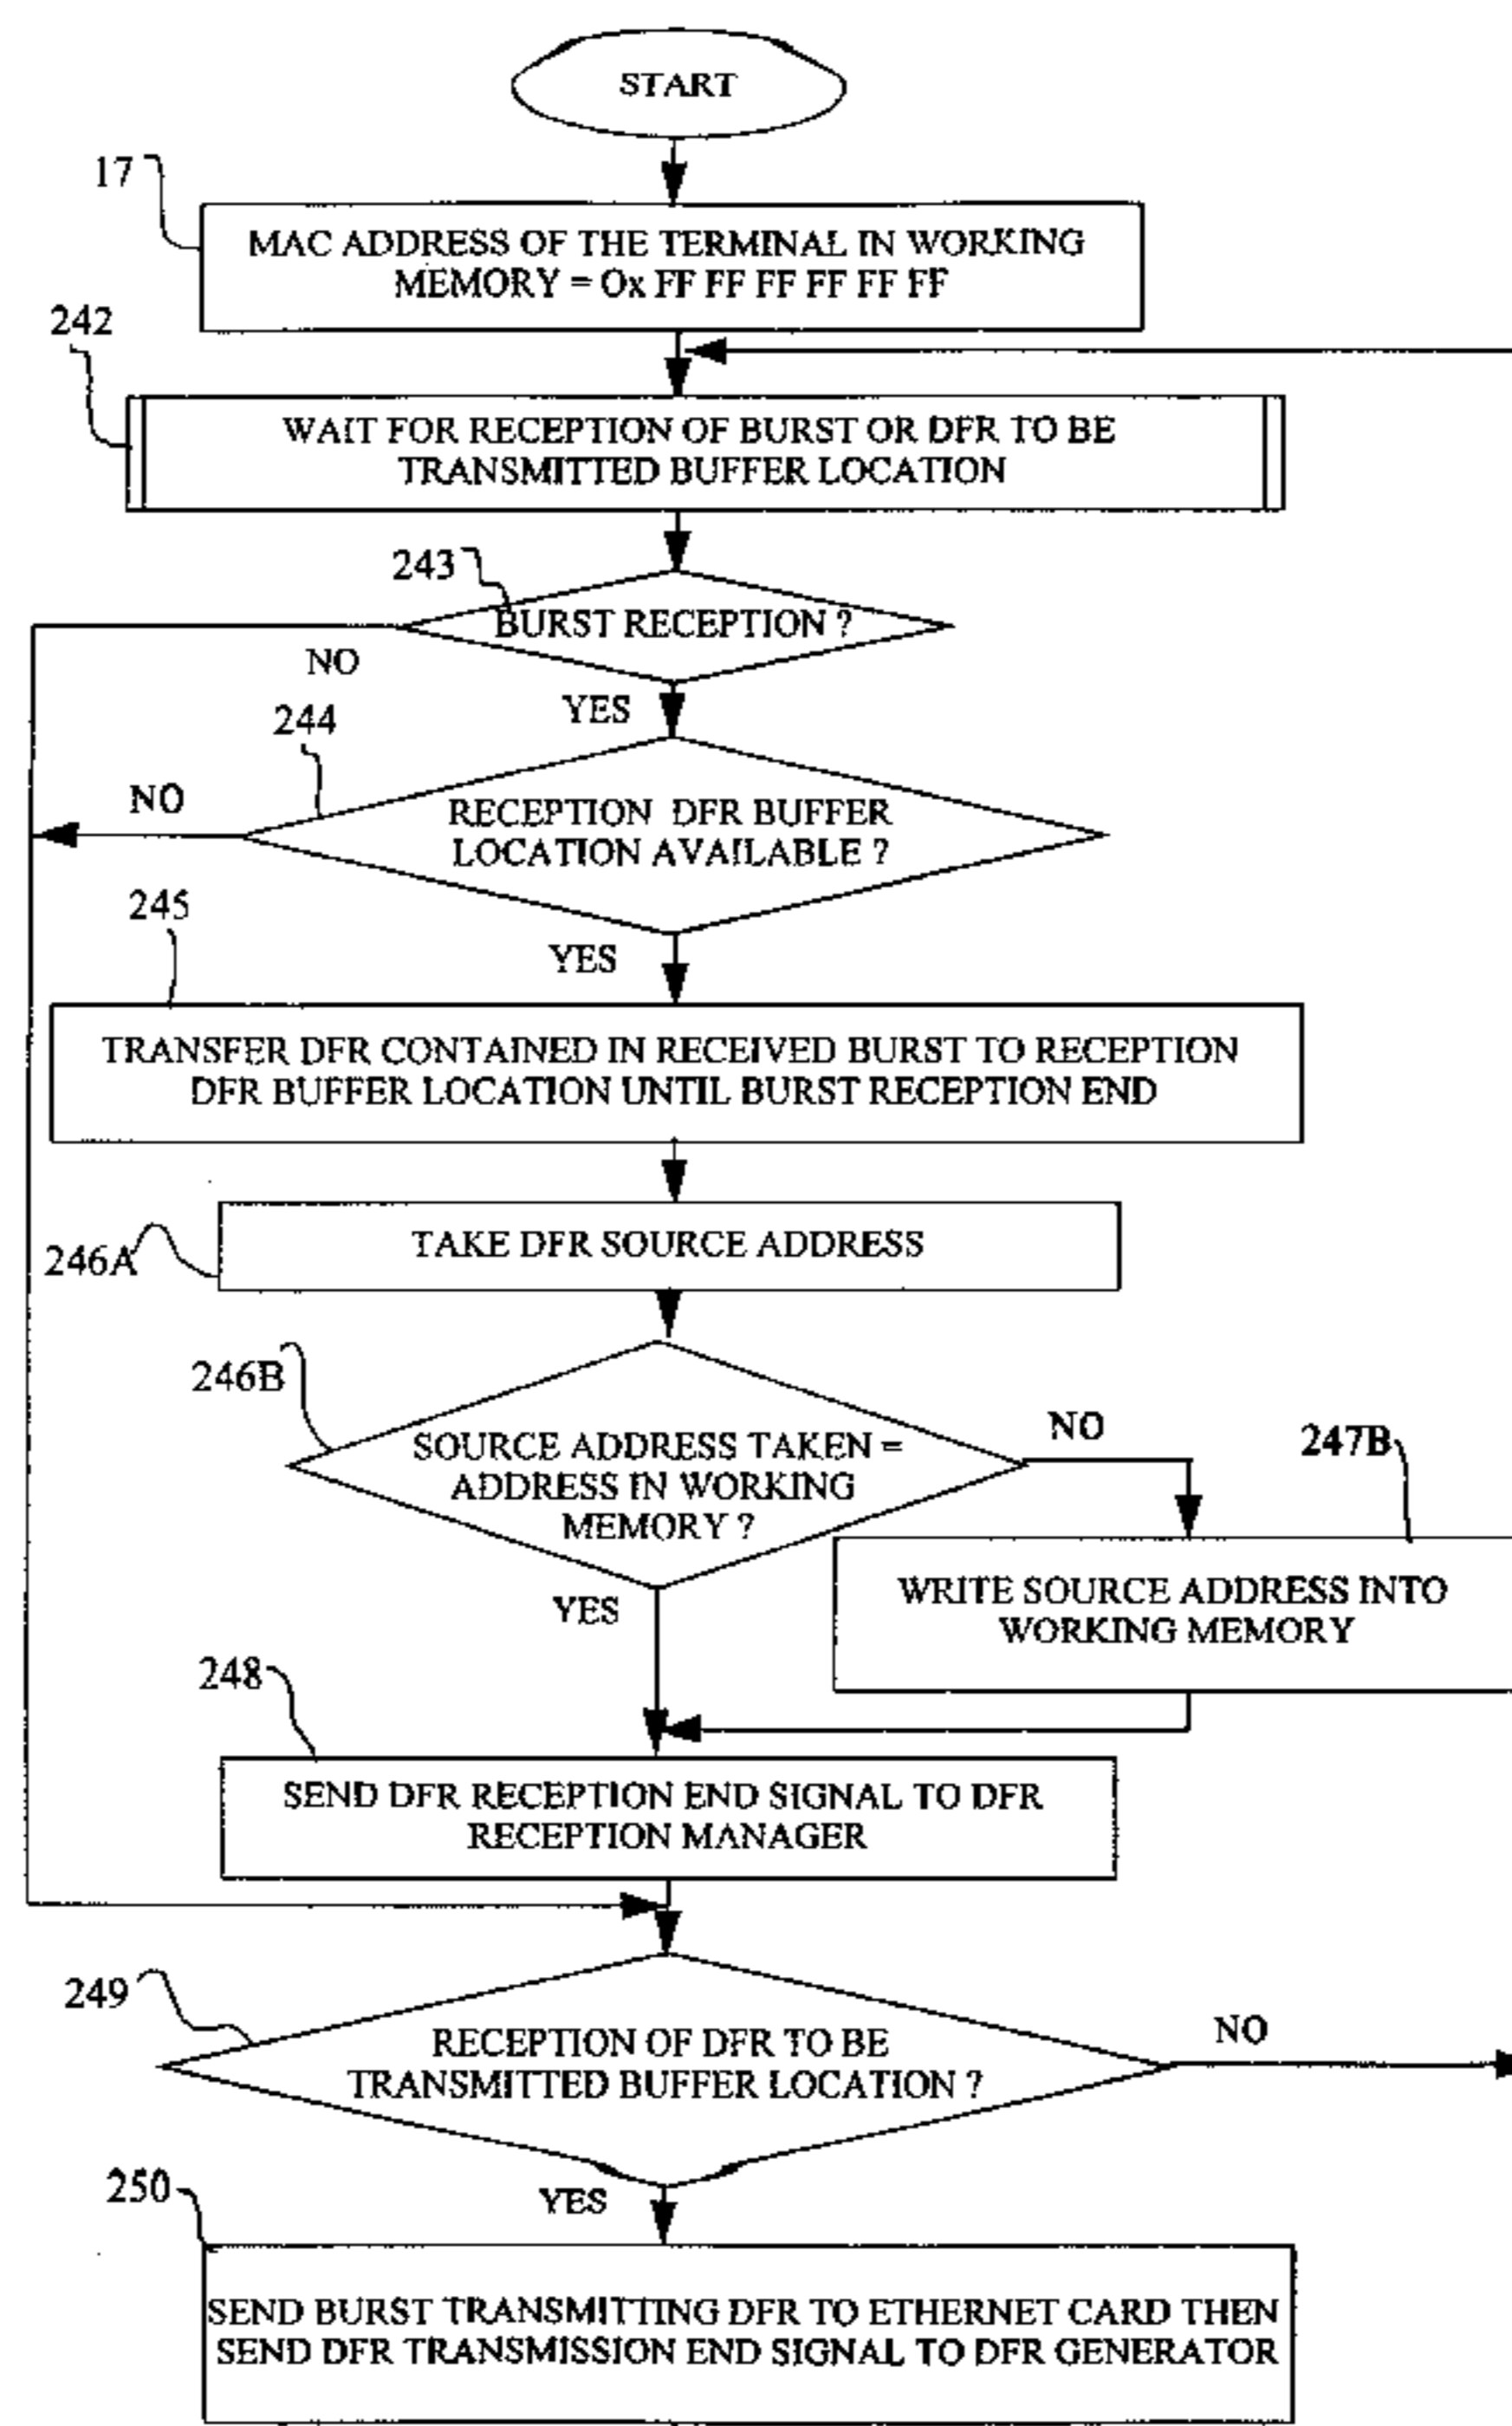 START
17
MAC ADDRESS OF THE TERMINAL IN WORKING
MEMORY = Ox FF FF FF FF FF FF
242
WAIT FOR RECEPTION OF BURST OR DFR TO BE
TRANSMITTED BUFFER LOCATION
243
BURST RECEPTION ?
NO
YES
244
NO
RECEPTION DFR BUFFER
LOCATION AVAILABLE ?
245
YES
TRANSFER DFR CONTAINED IN RECEIVED BURST TO RECEPTION
DFR BUFFER LOCATION UNTIL BURST RECEPTION END
246A
TAKE DFR SOURCE ADDRESS
246B
SOURCE ADDRESS TAKEN =
ADDRESS IN WORKING
MEMORY ?
NO
247B
YES
WRITE SOURCE ADDRESS INTO
WORKING MEMORY
248
SEND DFR RECEPTION END SIGNAL TO DFR
RECEPTION MANAGER
249
RECEPTION OF DFR TO BE
TRANSMITTED BUFFER LOCATION ?
NO
250
YES
SEND BURST TRANSMITTING DFR TO ETHERNET CARD THEN
SEND DFR TRANSMISSION END SIGNAL TO DFR GENERATOR